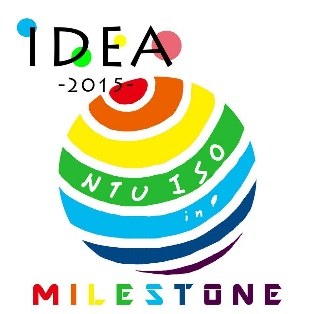 IDEA
-2015-
NTU ISO
in
MILESTONE